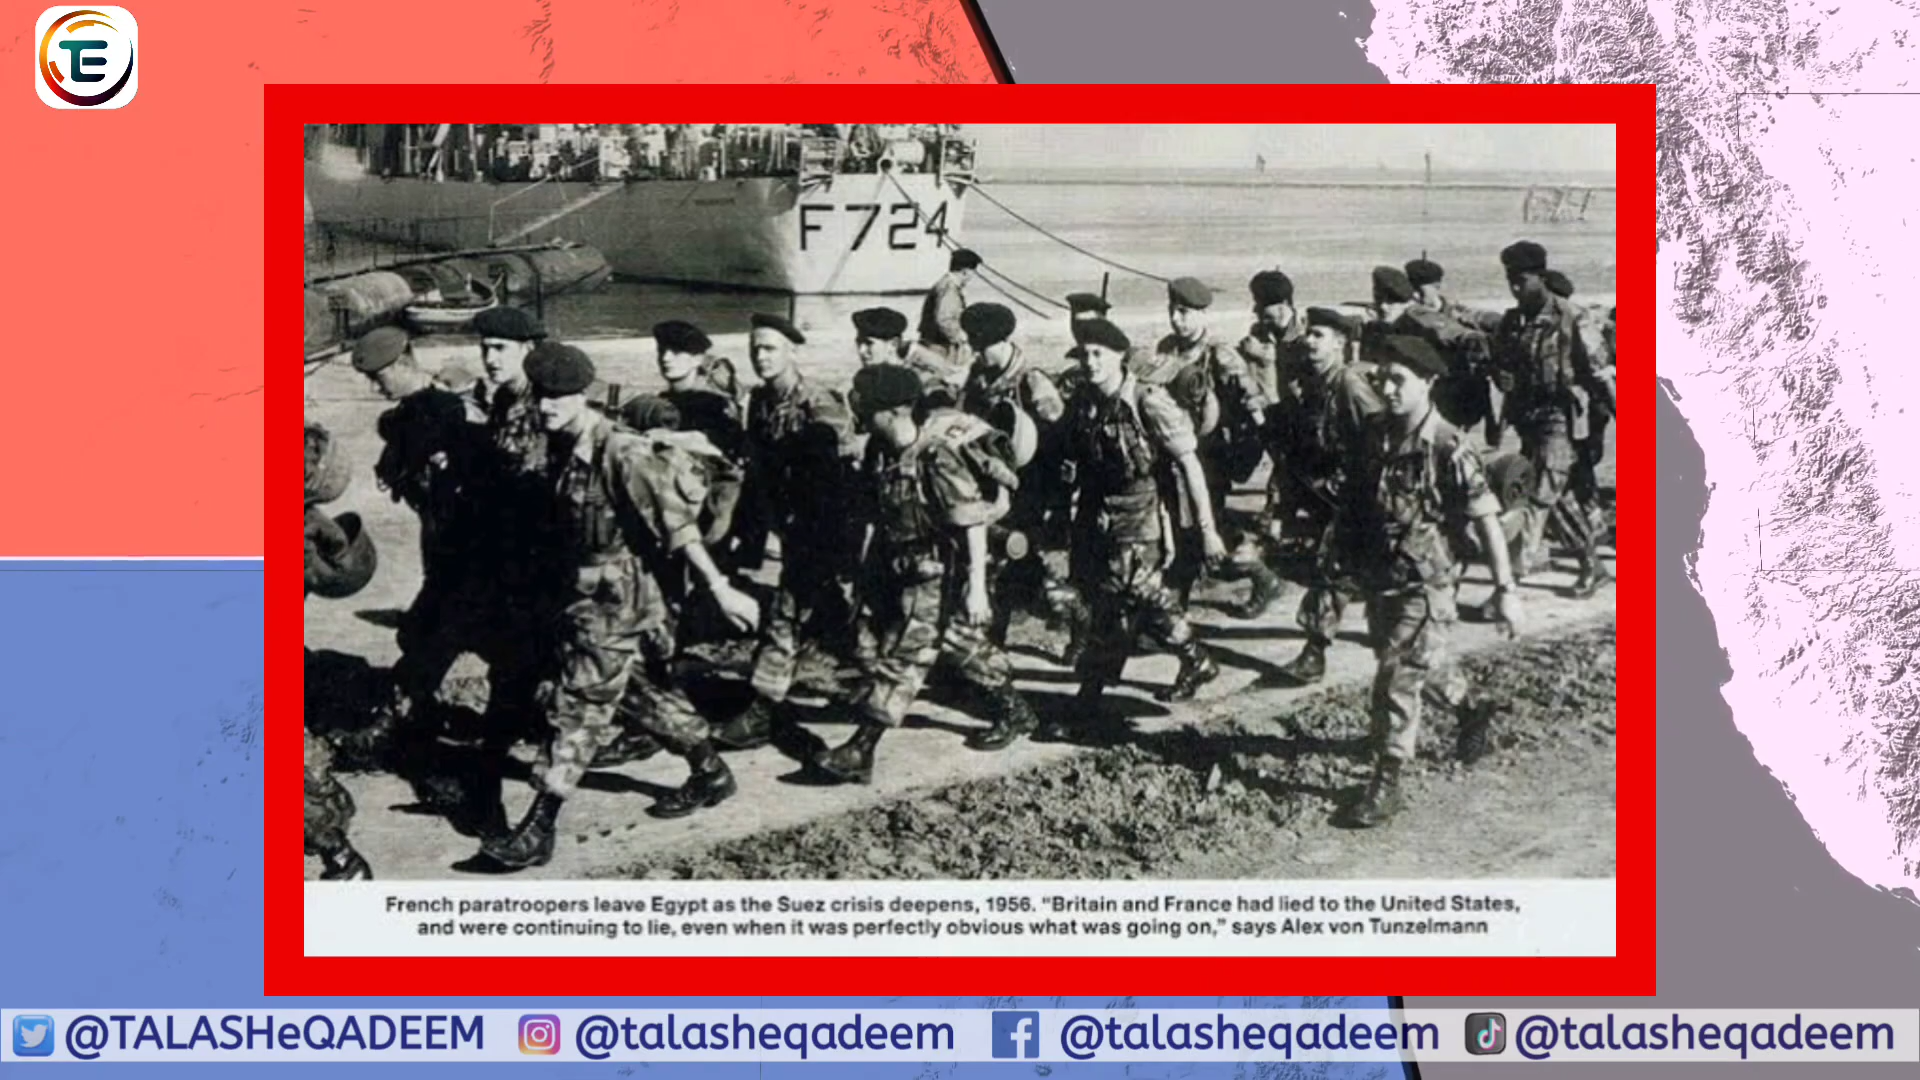 TE
F724
French paratroopers leave Egypt as the Suez crisis deepens, 1956. “Britain and France had lied to the United States,
and were continuing to lie, even when it was perfectly obvious what was going on,” says Alex von Tunzelmann
@TALASHeQADEEM @talasheqadeem @talasheqadeem @talasheqadeem